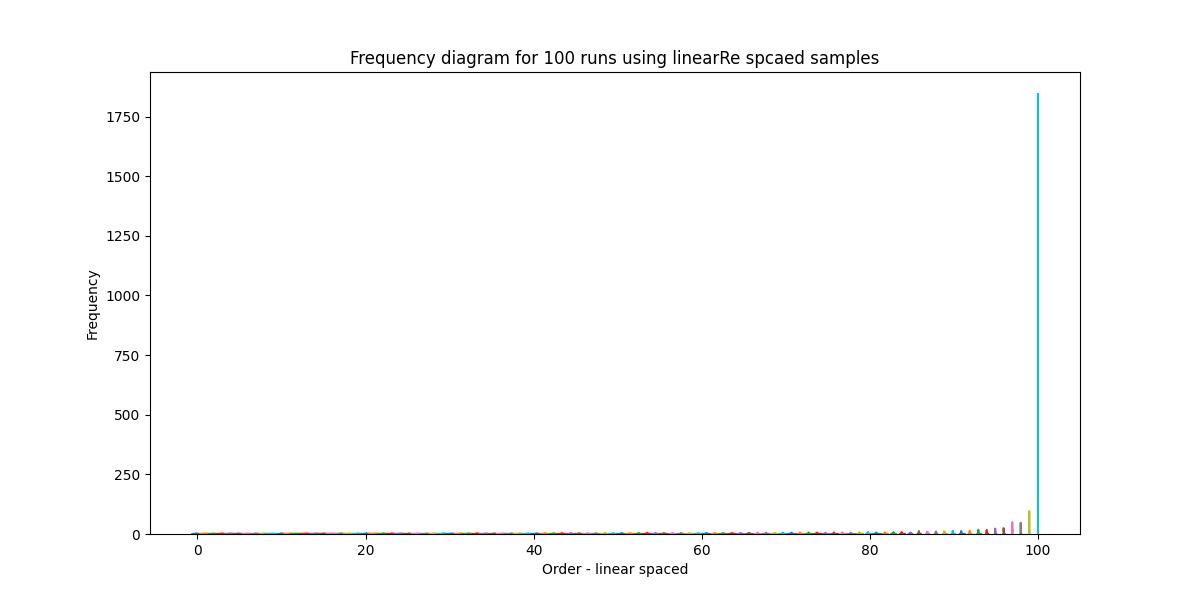 Frequency diagram for 100 runs using linearRe spcaed samples
1750
1500
1250
1000
750
500
250
0
Frequency
0 20 40 60 80 100
Order - linear spaced